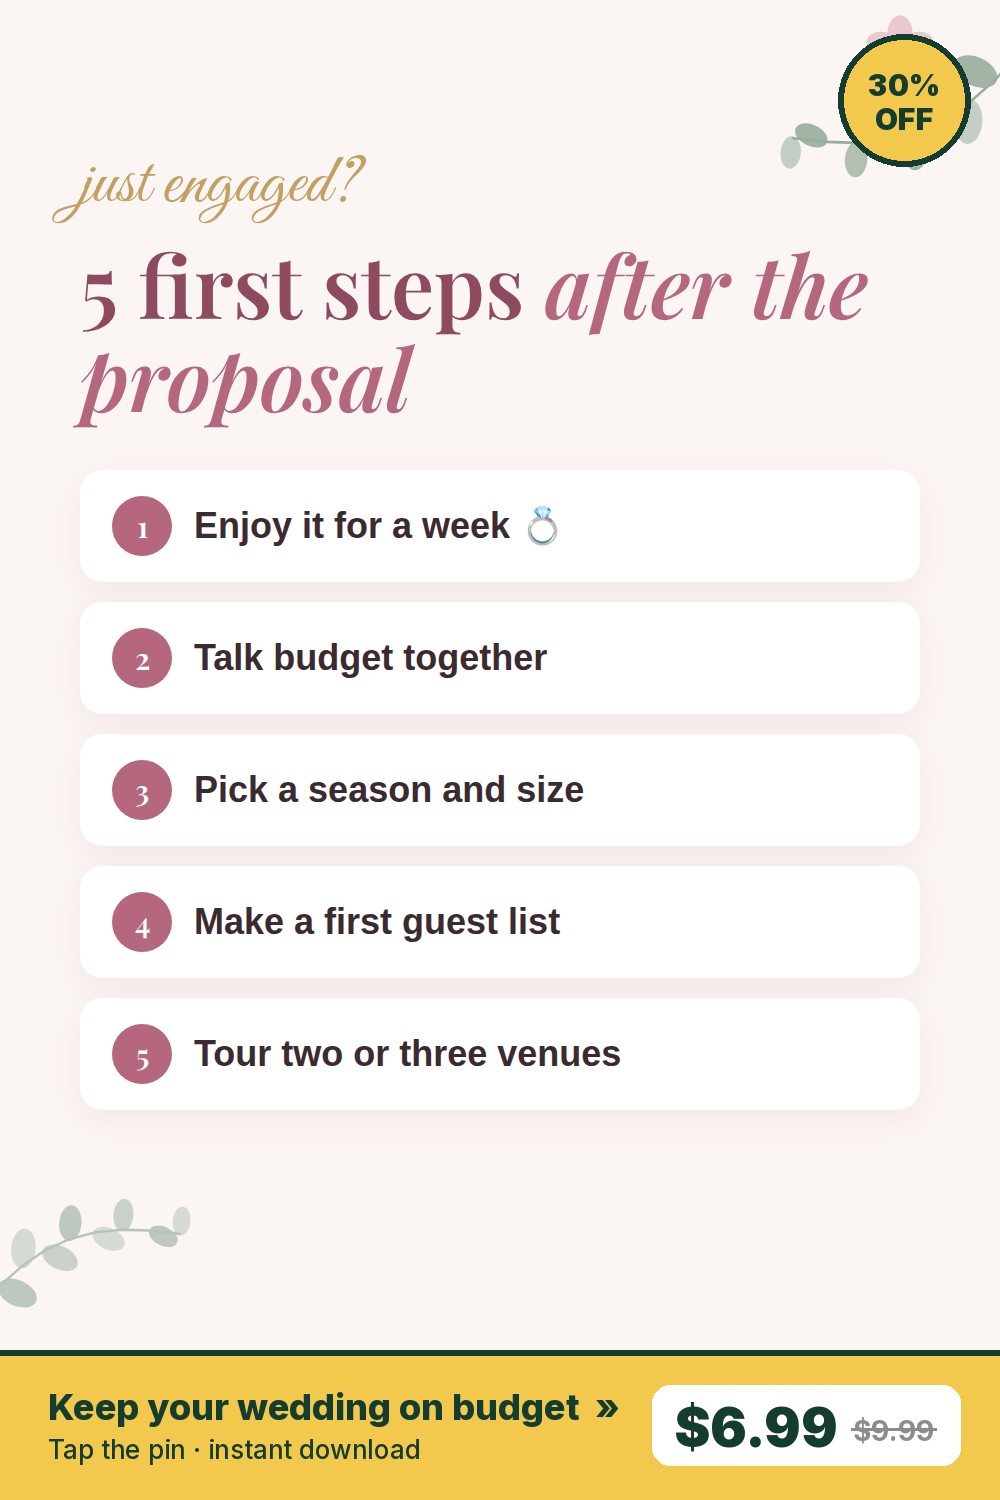 30%
OFF
just engaged?
5 first steps after the
proposal
1 Enjoy it for a week 💍
2 Talk budget together
3 Pick a season and size
4 Make a first guest list
5 Tour two or three venues
Keep your wedding on budget »
Tap the pin · instant download
$6.99 $9.99